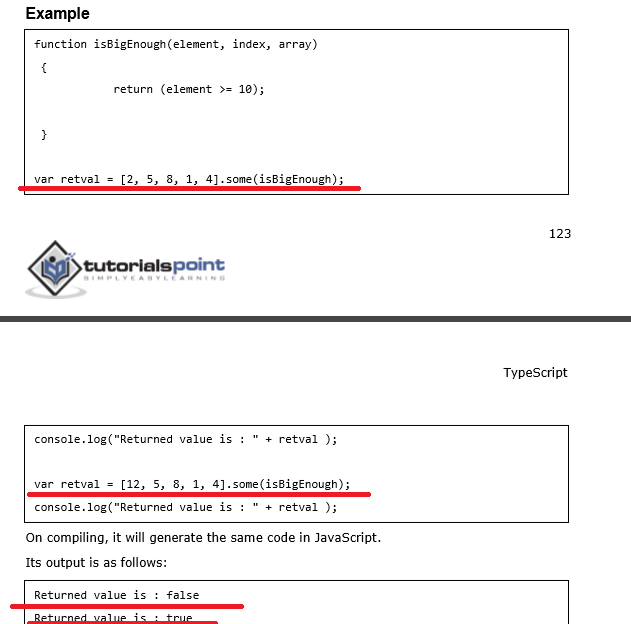 Example
function isBigEnough(element, index, array)
{
return (element >= 10);
}
var retval = [2, 5, 8, 1, 4].some(isBigEnough);
123
tutorialspoint
SIMPLYEASYLEARNING
TypeScript
console.log("Returned value is : " + retval );
var retval = [12, 5, 8, 1, 4].some(isBigEnough);
console.log("Returned value is : " + retval );
On compiling, it will generate the same code in JavaScript.
Its output is as follows:
Returned value is : false
Returned value is : true